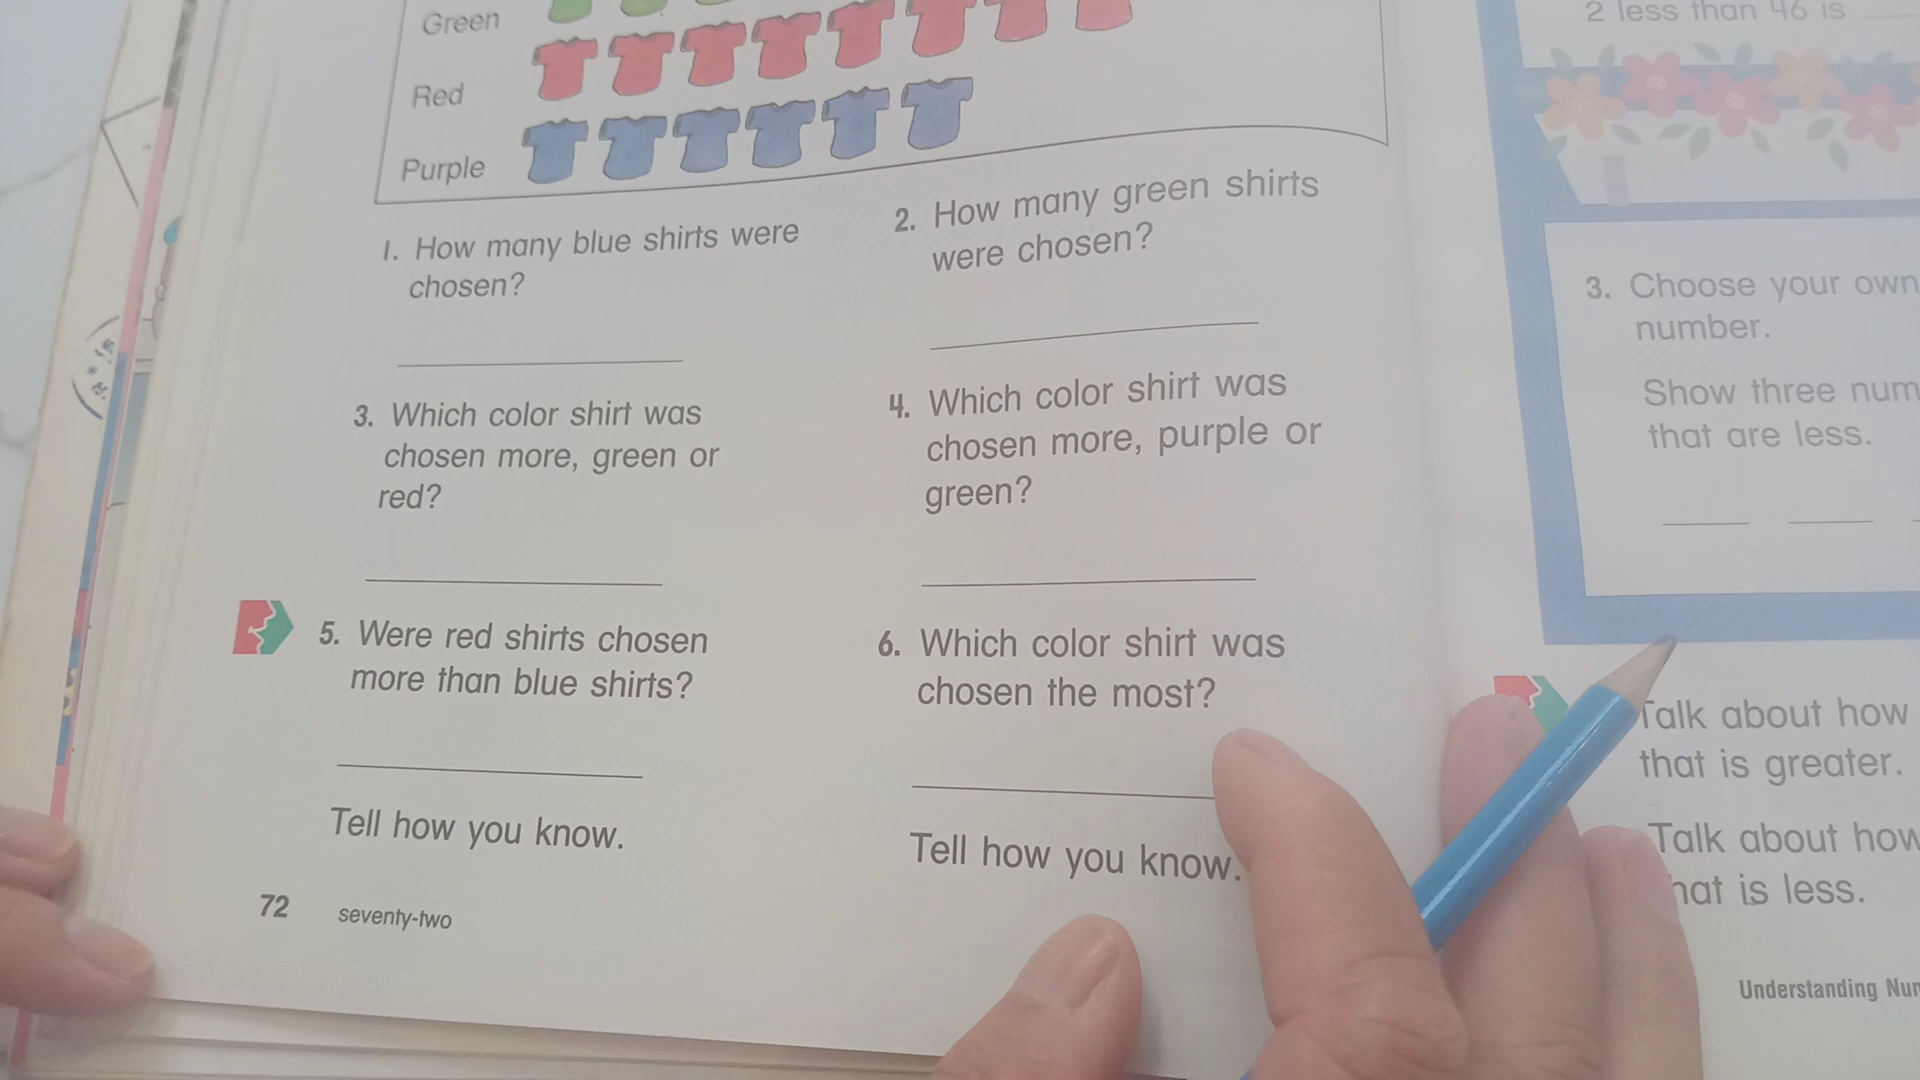 Green
Red
Purple
1. How many blue shirts were
chosen?
2. How many green shirts
were chosen?
3. Which color shirt was
chosen more, green or
red?
4. Which color shirt was
chosen more, purple or
green?
5. Were red shirts chosen
more than blue shirts?
Tell how you know.
6. Which color shirt was
chosen the most?
Tell how you know.
72 seventy-two
2 less than 46 is
3. Choose your own
number.
Show three num
that are less.
Talk about how
that is greater.
Talk about how
hat is less.
Understanding Nu